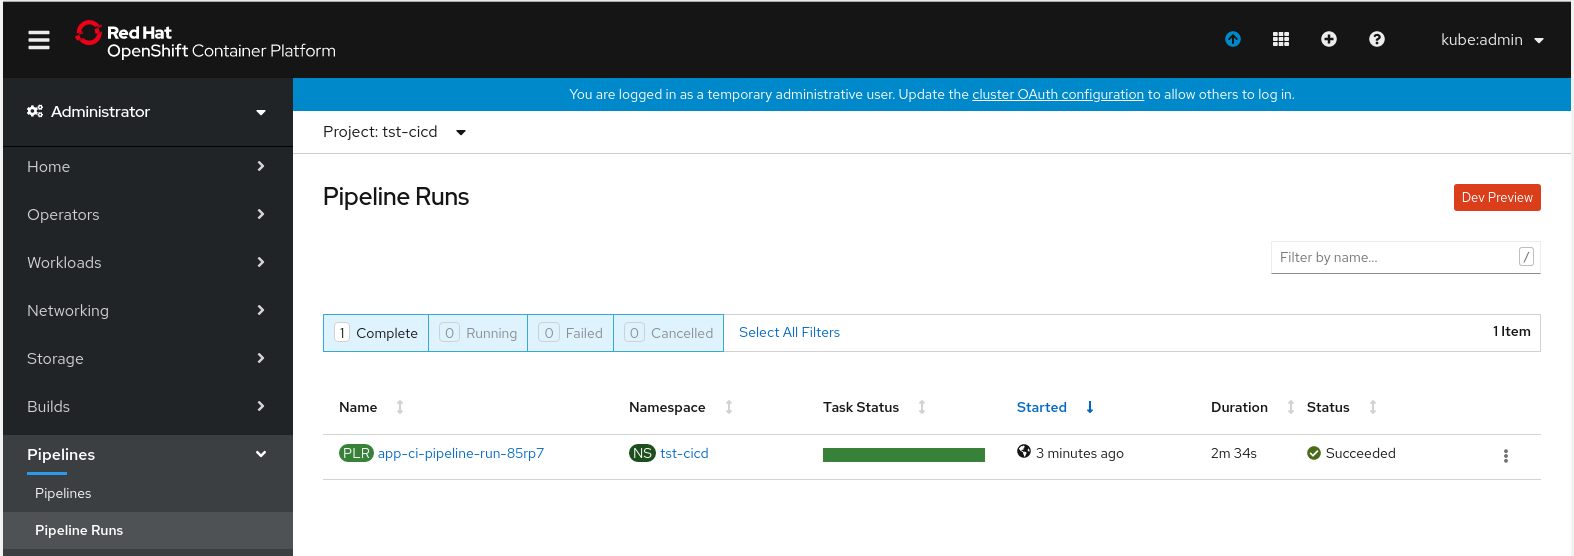 Red Hat
OpenShift Container Platform
kube:admin
Administrator
You are logged in as a temporary administrative user. Update the cluster OAuth configuration to allow others to log in.
Project: tst-cicd
Home
Operators
Workloads
Networking
Storage
Builds
Pipelines
Pipelines
Pipeline Runs
Pipeline Runs
Dev Preview
Filter by name...
/
1 Complete 0 Running 0 Failed 0 Cancelled Select All Filters 1 Item
Name Namespace Task Status Started Duration Status
PLR app-ci-pipeline-run-85rp7 NS tst-cicd 3 minutes ago 2m 34s Succeeded